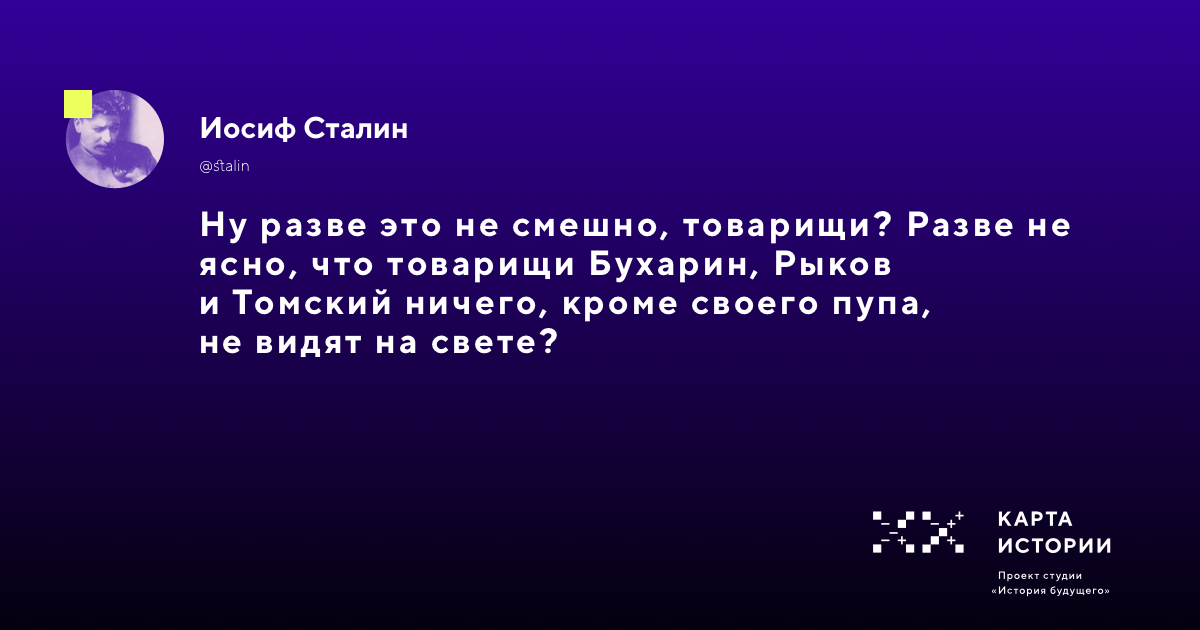 Иосиф Сталин
@stalin
Ну разве это не смешно, товарищи? Разве не
ясно, что товарищи Бухарин, Рыков
и Томский ничего, кроме своего пупа,
не видят на свете?
КАРТА
ИСТОРИИ
Проект студии
«История будущего»